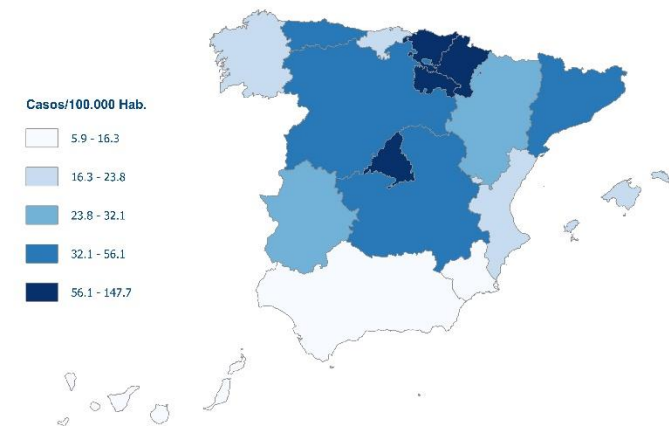 Casos/100.000 Hab.
5.9 - 16.3
16.3 - 23.8
23.8 - 32.1
32.1 - 56.1
56.1 - 147.7